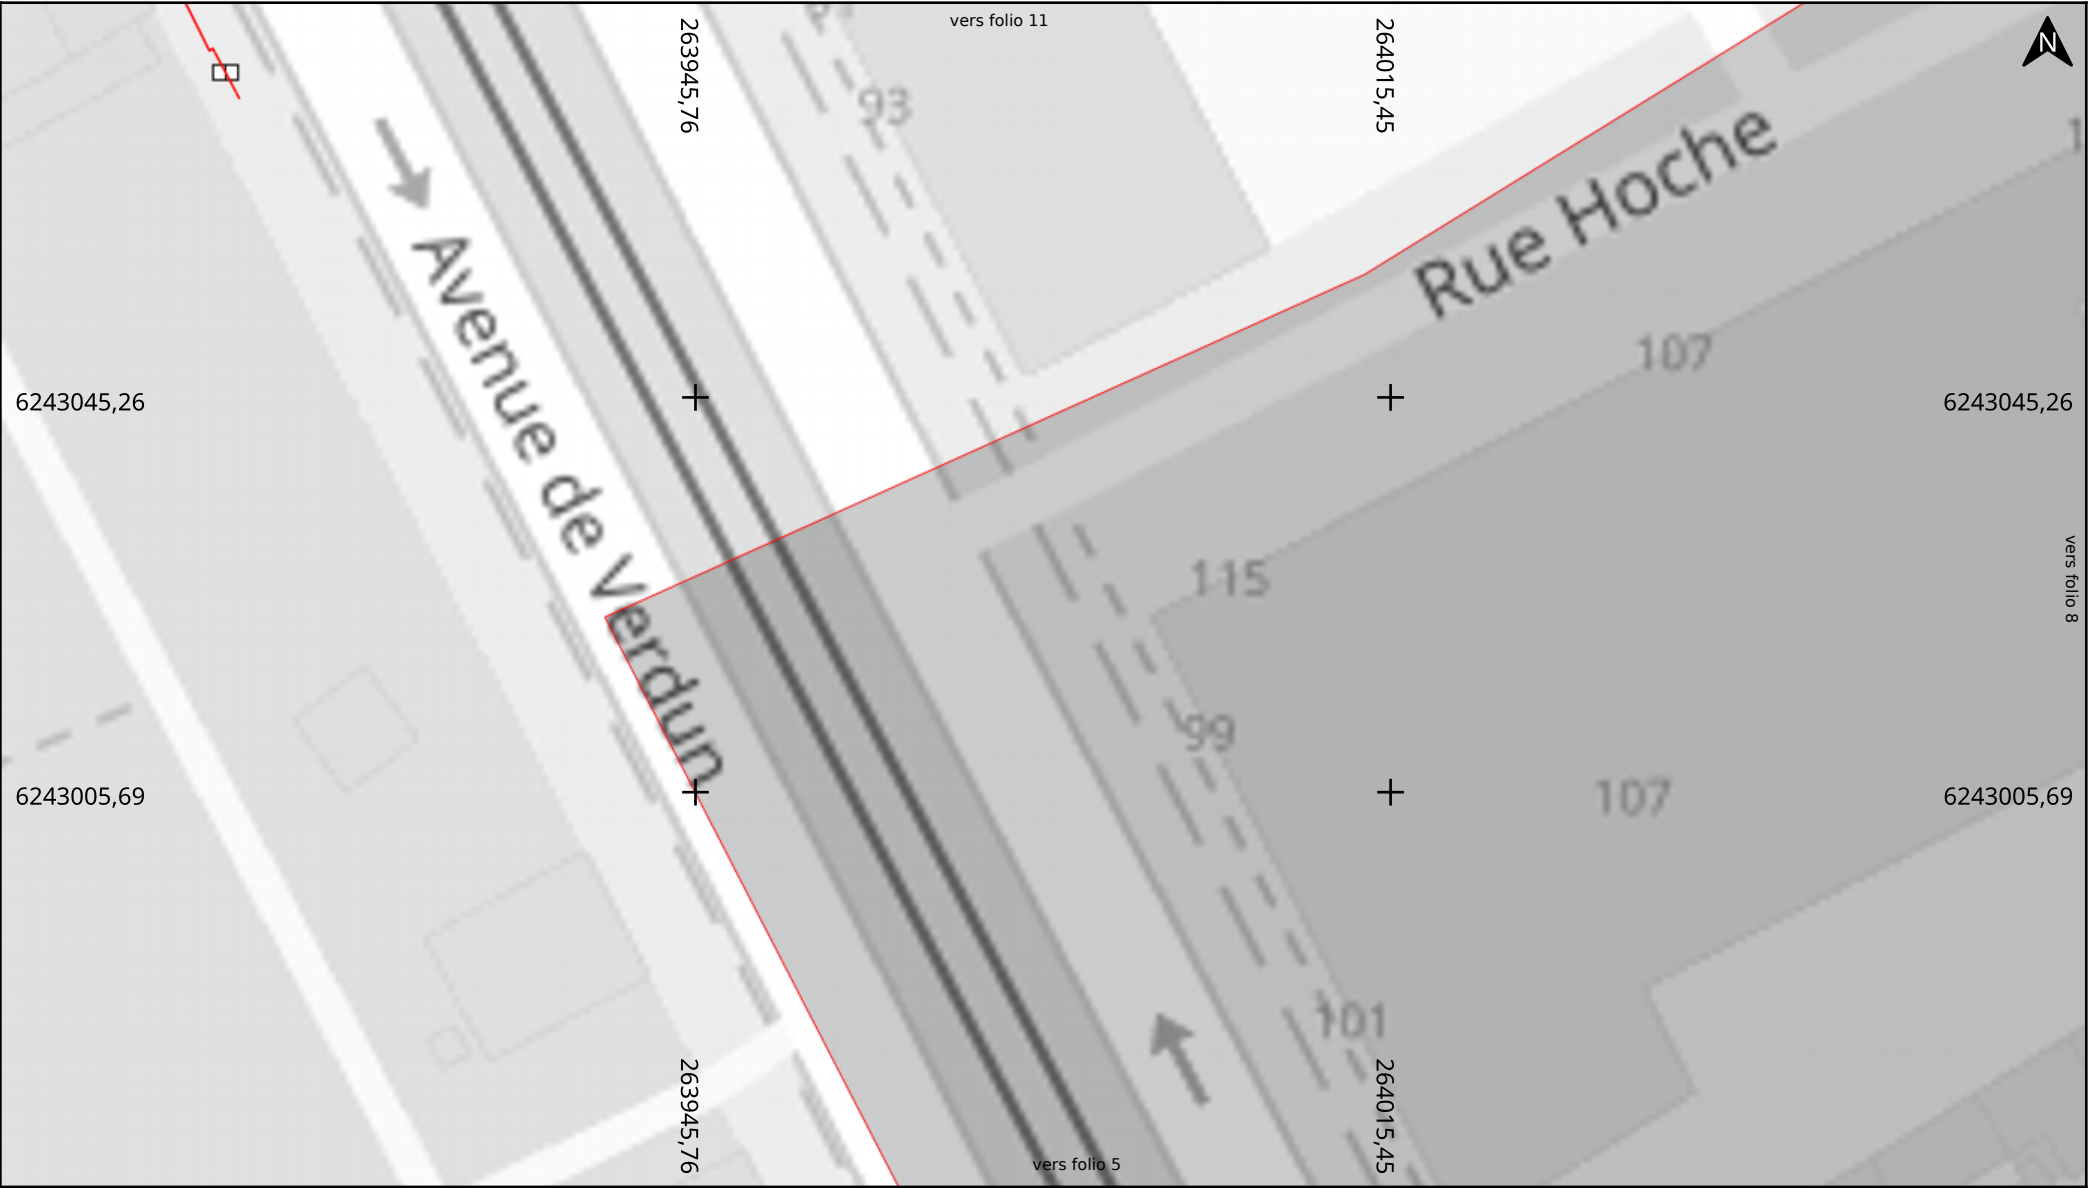 vers folio 11
263945,76
264015,45
N
93
Rue Hoche
Avenue de Verdun
107
6243045,26
6243045,26
115
vers folio 8
99
6243005,69
107
6243005,69
101
263945,76
264015,45
vers folio 5